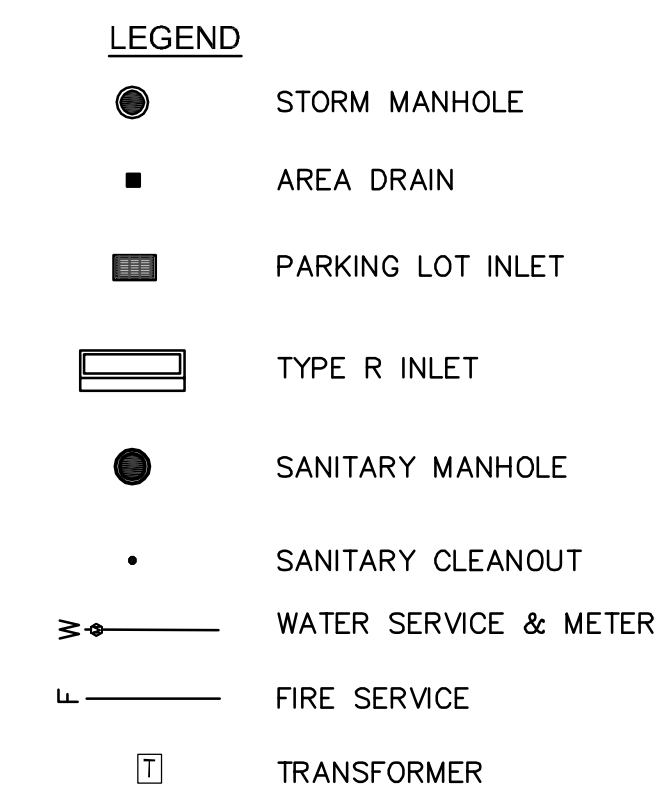 LEGEND
STORM MANHOLE
AREA DRAIN
PARKING LOT INLET
TYPE R INLET
SANITARY MANHOLE
SANITARY CLEANOUT
W WATER SERVICE & METER
F FIRE SERVICE
T TRANSFORMER